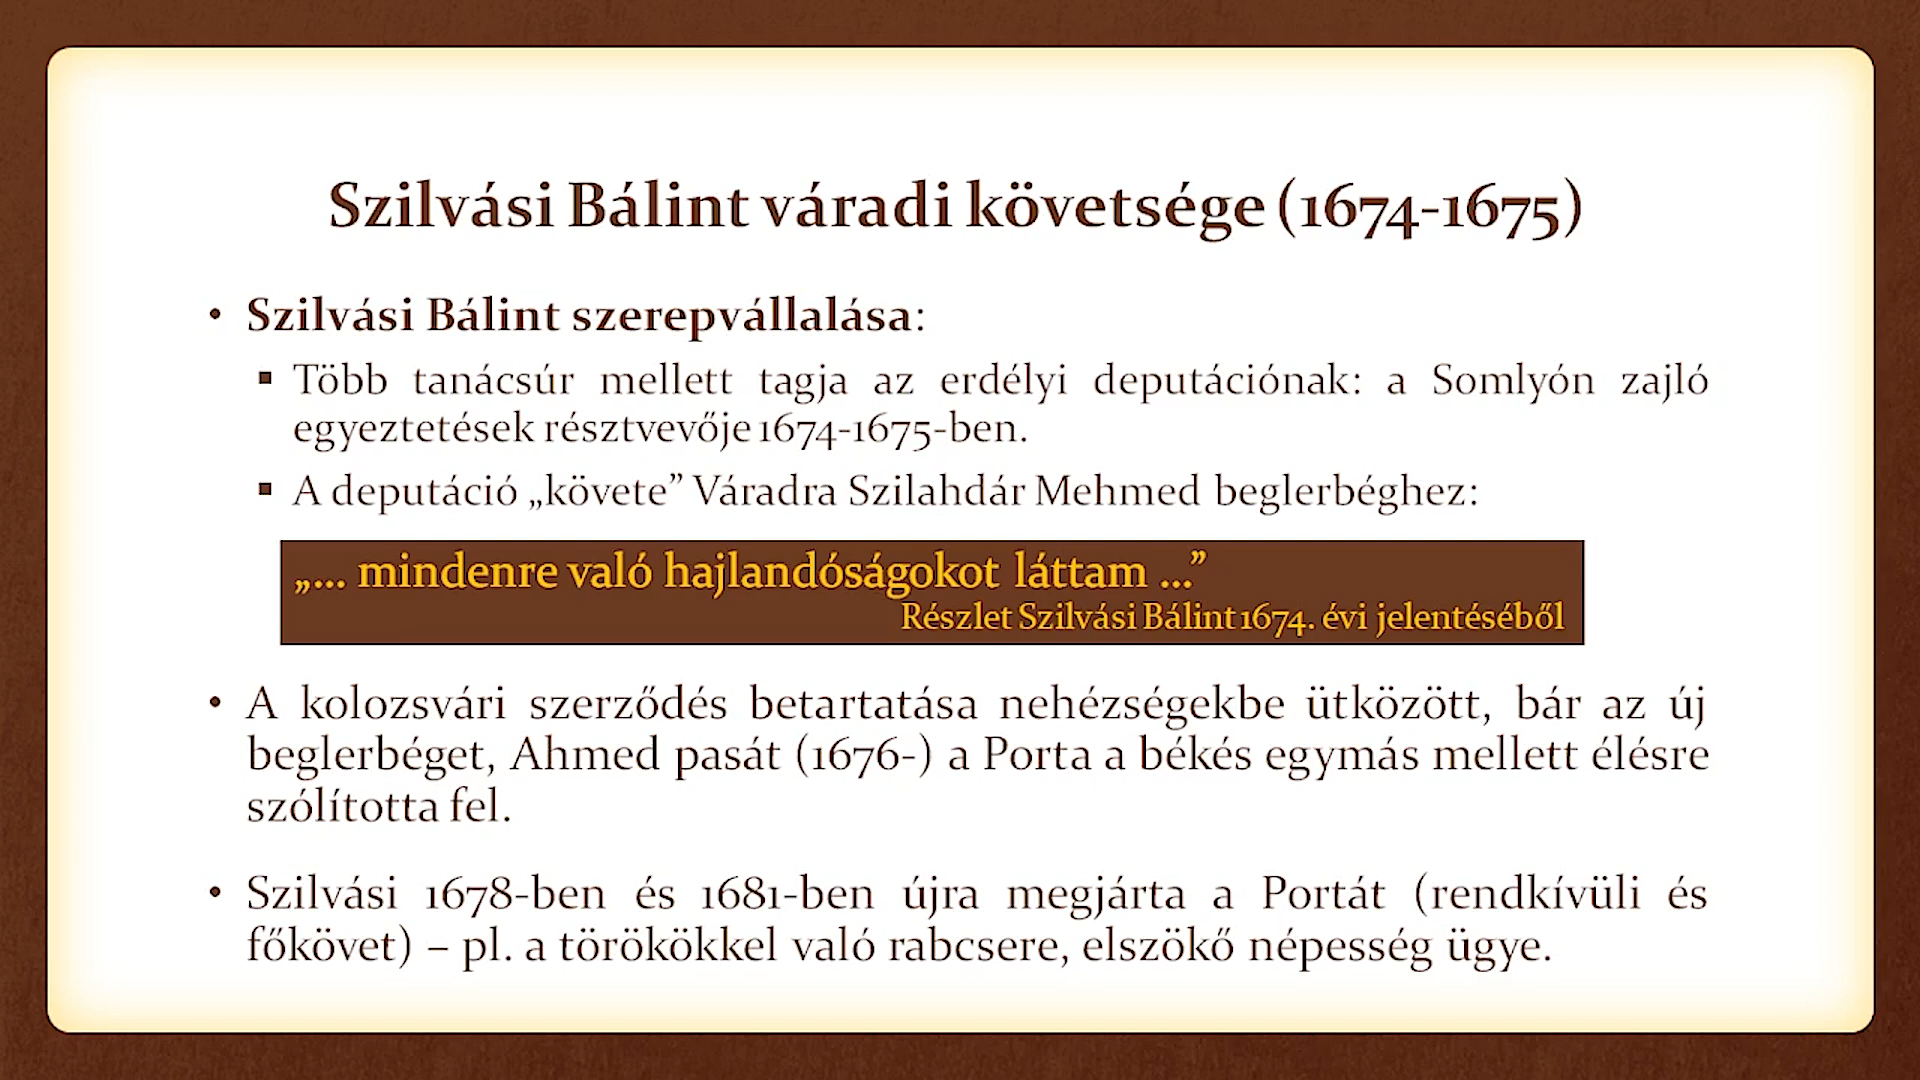 Szilvási Bálint váradi követsége (1674-1675)
• Szilvási Bálint szerepvállalása:
▪ Több tanácsúr mellett tagja az erdélyi deputációnak: a Somlyón zajló
egyeztetések résztvevője 1674-1675-ben.
▪ A deputáció „követe” Váradra Szilahdár Mehmed beglerbéghez:
„... mindenre való hajlandóságokot láttam ...”
Részlet Szilvási Bálint 1674. évi jelentéséből
• A kolozsvári szerződés betartatása nehézségekbe ütközött, bár az új
beglerbéget, Ahmed pasát (1676-) a Porta a békés egymás mellett élésre
szólította fel.
• Szilvási 1678-ben és 1681-ben újra megjárta a Portát (rendkívüli és
főkövet) – pl. a törökökkel való rabcsere, elszökő népesség ügye.